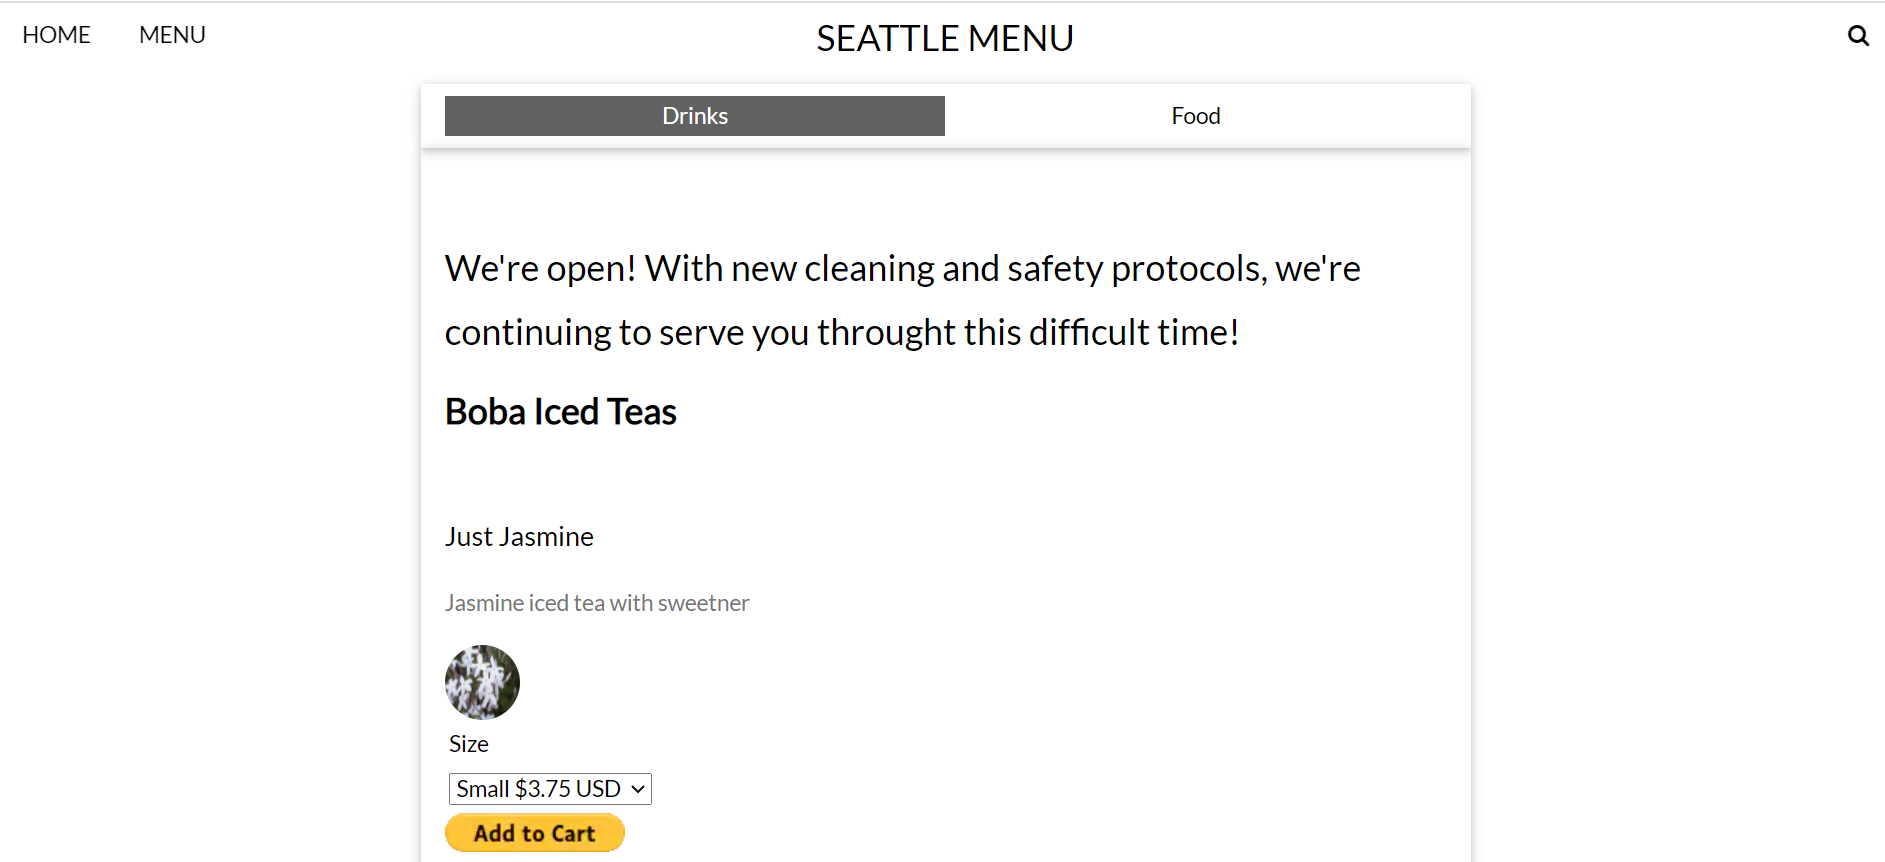 HOME MENU SEATTLE MENU
Drinks Food
We're open! With new cleaning and safety protocols, we're
continuing to serve you throught this difficult time!
Boba Iced Teas
Just Jasmine
Jasmine iced tea with sweetner
Size
Small $3.75 USD
Add to Cart